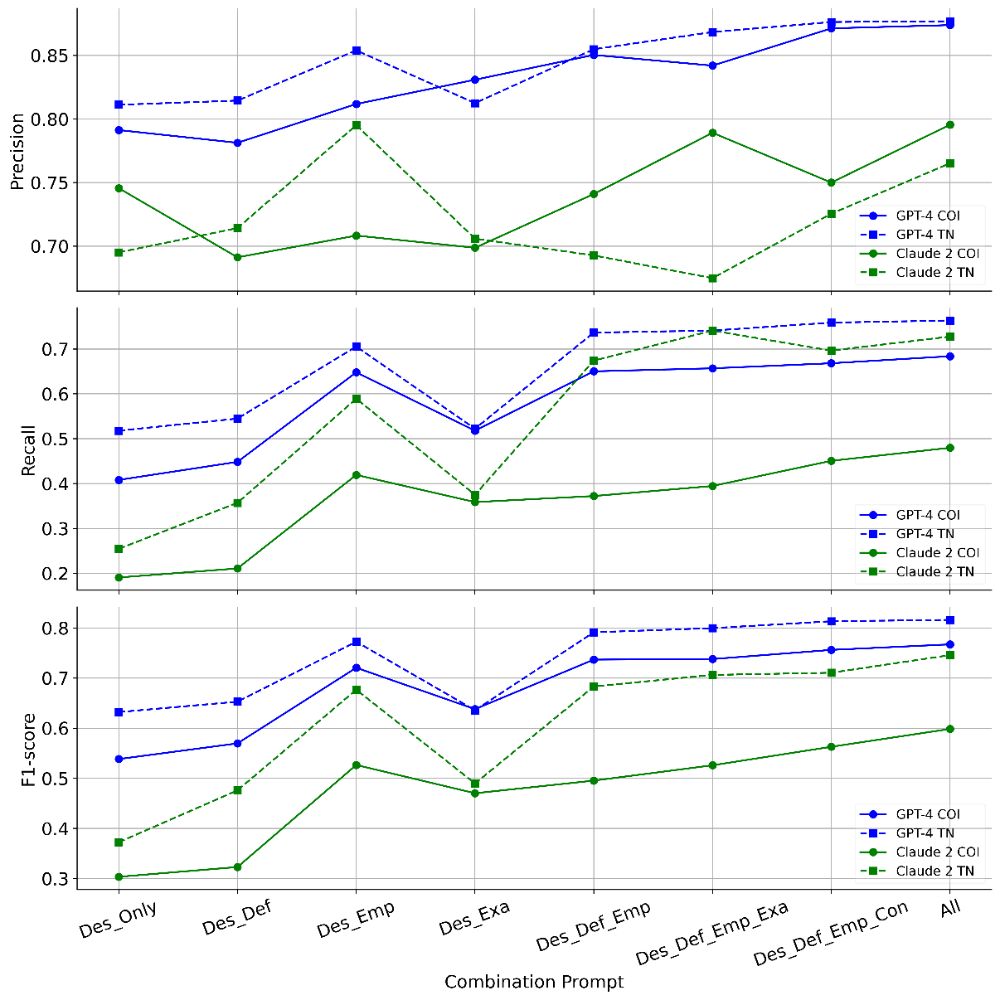 Precision
0.85
0.80
0.75
0.70
GPT-4 COI
GPT-4 TN
Claude 2 COI
Claude 2 TN
Recall
0.7
0.6
0.5
0.4
0.3
0.2
GPT-4 COI
GPT-4 TN
Claude 2 COI
Claude 2 TN
F1-score
0.8
0.7
0.6
0.5
0.4
0.3
GPT-4 COI
GPT-4 TN
Claude 2 COI
Claude 2 TN
Des_Only
Des_Def
Des_Emp
Des_Exa
Des_Def_Emp
Des_Def_Emp_Exa
Des_Def_Emp_Con
All
Combination Prompt